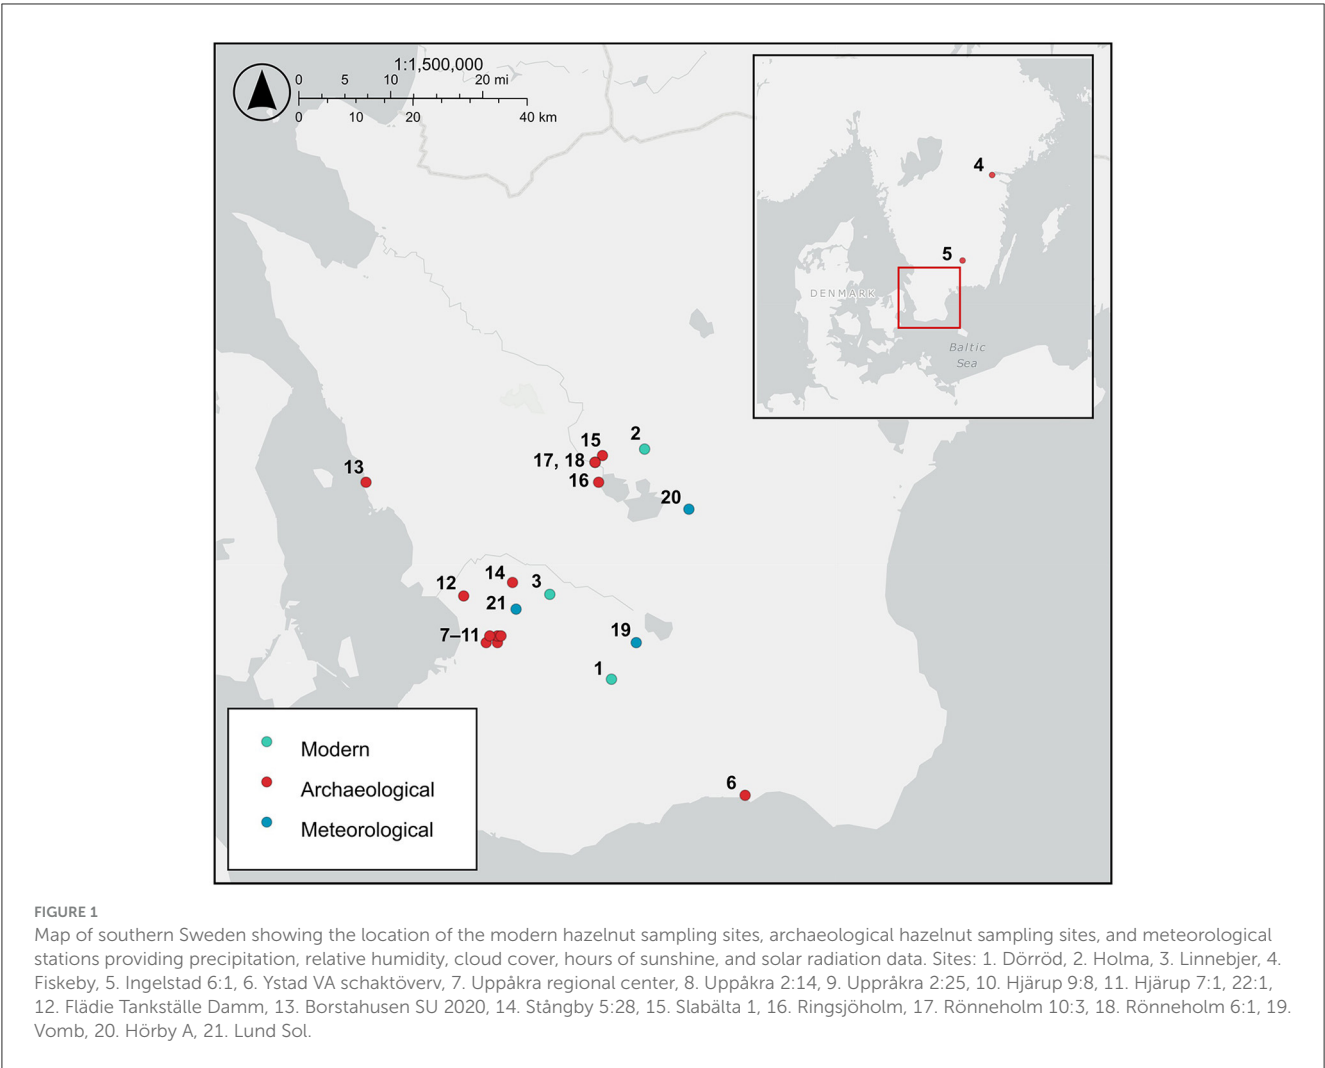 1:1,500,000
0 5 10 20 mi
0 10 20 40 km
4
5
DENMARK
Baltic
Sea
15
2
17, 18
13
16
20
14
3
12
21
7–11
19
1
6
Modern
Archaeological
Meteorological
FIGURE 1
Map of southern Sweden showing the location of the modern hazelnut sampling sites, archaeological hazelnut sampling sites, and meteorological
stations providing precipitation, relative humidity, cloud cover, hours of sunshine, and solar radiation data. Sites: 1. Dörröd, 2. Holma, 3. Linnebjer, 4.
Fiskeby, 5. Ingelstad 6:1, 6. Ystad VA schaktöverv, 7. Uppåkra regional center, 8. Uppåkra 2:14, 9. Uppråkra 2:25, 10. Hjärup 9:8, 11. Hjärup 7:1, 22:1,
12. Flädie Tankställe Damm, 13. Borstahusen SU 2020, 14. Stångby 5:28, 15. Slabälta 1, 16. Ringsjöholm, 17. Rönneholm 10:3, 18. Rönneholm 6:1, 19.
Vomb, 20. Hörby A, 21. Lund Sol.